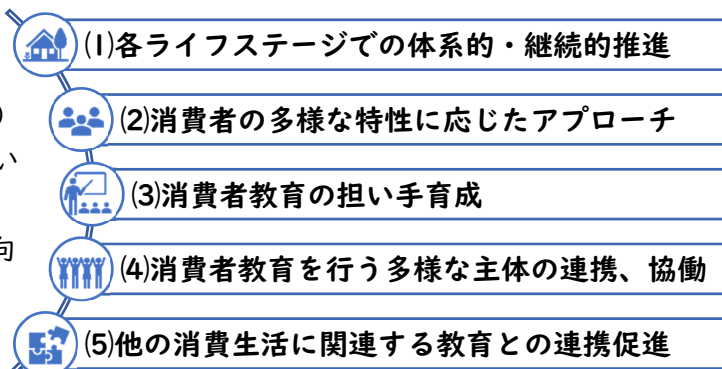 (1)各ライフステージでの体系的・継続的推進
)
(2)消費者の多様な特性に応じたアプローチ
い
(3)消費者教育の担い手育成
向
(4)消費者教育を行う多様な主体の連携、協働
(5)他の消費生活に関連する教育との連携促進